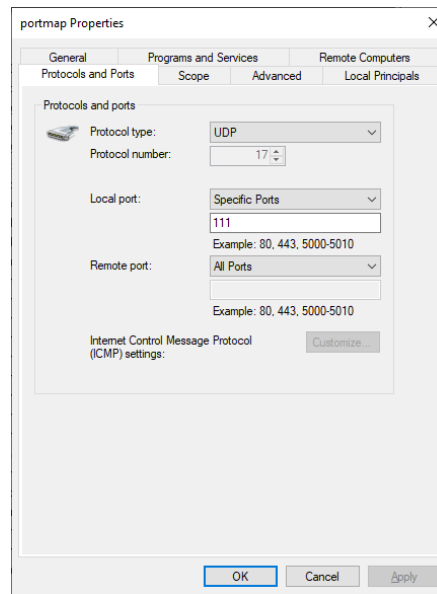 portmap Properties
General Programs and Services Remote Computers
Protocols and Ports Scope Advanced Local Principals
Protocols and ports
Protocol type: UDP
Protocol number: 17
Local port: Specific Ports
111
Example: 80, 443, 5000-5010
Remote port: All Ports
Example: 80, 443, 5000-5010
Internet Control Message Protocol
(ICMP) settings: Customize...
OK Cancel Apply